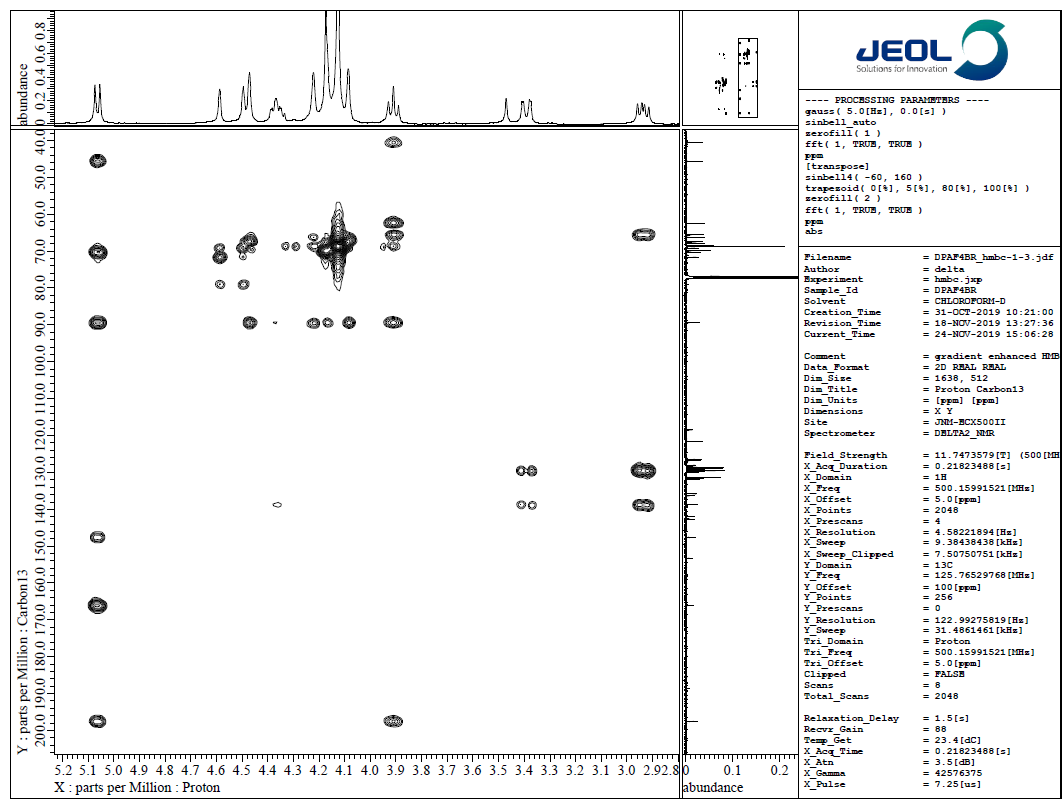 abundance
0 0.2 0.4 0.6 0.8
JEOL
Solutions for Innovation
---- PROCESSING PARAMETERS ----
gauss( 5.0[Hz], 0.0[s] )
sinbell_auto
zerofill( 1 )
fft( 1, TRUE, TRUE )
ppm
[transpose]
sinbell4( -60, 160 )
trapezoid( 0[%], 5[%], 80[%], 100[%] )
zerofill( 2 )
fft( 1, TRUE, TRUE )
ppm
abs
Filename = DPAF4BR_hmbc-1-3.jdf
Author = delta
Experiment = hmbc.jxp
Sample_Id = DPAF4BR
Solvent = CHLOROFORM-D
Creation_Time = 31-OCT-2019 10:21:00
Revision_Time = 18-NOV-2019 13:27:36
Current_Time = 24-NOV-2019 15:06:28
Comment = gradient enhanced HMB
Data_Format = 2D REAL REAL
Dim_Size = 1638, 512
Dim_Title = Proton Carbon13
Dim_Units = [ppm] [ppm]
Dimensions = X Y
Site = JNM-ECX500II
Spectrometer = DELTA2_NMR
Field_Strength = 11.7473579[T] (500[MH
X_Acq_Duration = 0.21823488[s]
X_Domain = 1H
X_Freq = 500.15991521[MHz]
X_Offset = 5.0[ppm]
X_Points = 2048
X_Prescans = 4
X_Resolution = 4.58221894[Hz]
X_Sweep = 9.38438438[kHz]
X_Sweep_Clipped = 7.50750751[kHz]
Y_Domain = 13C
Y_Freq = 125.76529768[MHz]
Y_Offset = 100[ppm]
Y_Points = 256
Y_Prescans = 0
Y_Resolution = 122.99275819[Hz]
Y_Sweep = 31.4861461[kHz]
Tri_Domain = Proton
Tri_Freq = 500.15991521[MHz]
Tri_Offset = 5.0[ppm]
Clipped = FALSE
Scans = 8
Total_Scans = 2048
Relaxation_Delay = 1.5[s]
Recvr_Gain = 88
Temp_Get = 23.4[dC]
X_Acq_Time = 0.21823488[s]
X_Atn = 3.5[dB]
X_Gamma = 42576375
X_Pulse = 7.25[us]
Y : parts per Million : Carbon13
40.0 50.0 60.0 70.0 80.0 90.0 100.0 110.0 120.0 130.0 140.0 150.0 160.0 170.0 180.0 190.0 200.0
5.2 5.1 5.0 4.9 4.8 4.7 4.6 4.5 4.4 4.3 4.2 4.1 4.0 3.9 3.8 3.7 3.6 3.5 3.4 3.3 3.2 3.1 3.0 2.9 2.8
X : parts per Million : Proton
0 0.1 0.2
abundance